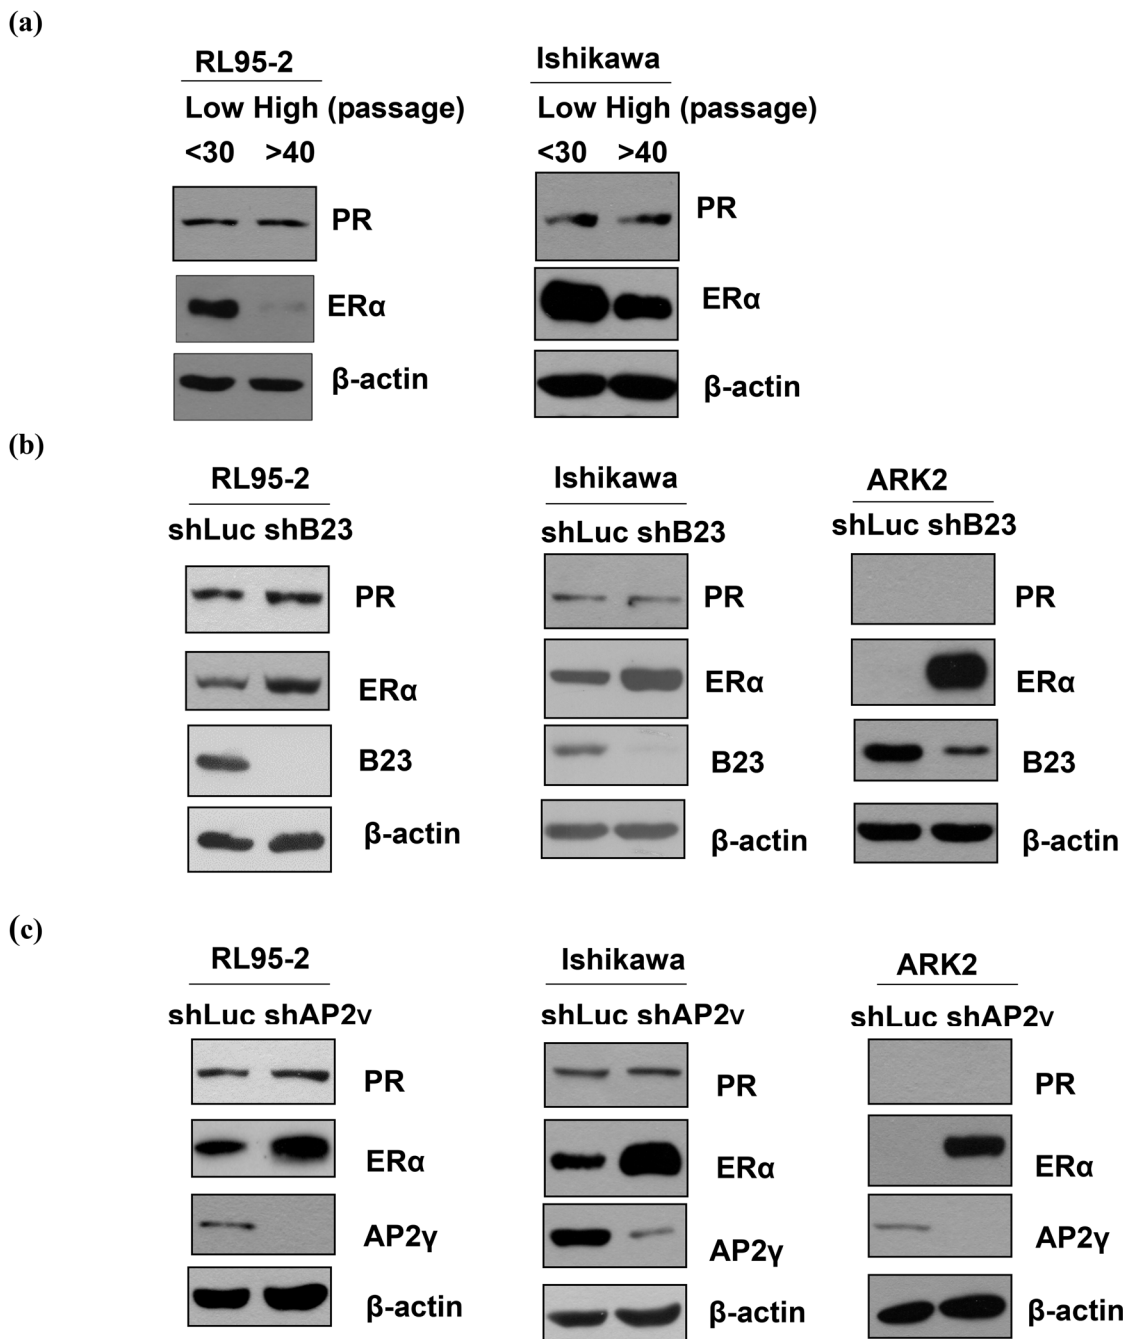 (a)
RL95-2 Ishikawa
Low High (passage) Low High (passage)
<30 >40 <30 >40
PR PR
ERα ERα
β-actin β-actin
(b)
RL95-2 Ishikawa ARK2
shLuc shB23 shLuc shB23 shLuc shB23
PR PR PR
ERα ERα ERα
B23 B23 B23
β-actin β-actin β-actin
(c)
RL95-2 Ishikawa ARK2
shLuc shAP2γ shLuc shAP2γ shLuc shAP2γ
PR PR PR
ERα ERα ERα
AP2γ AP2γ AP2γ
β-actin β-actin β-actin